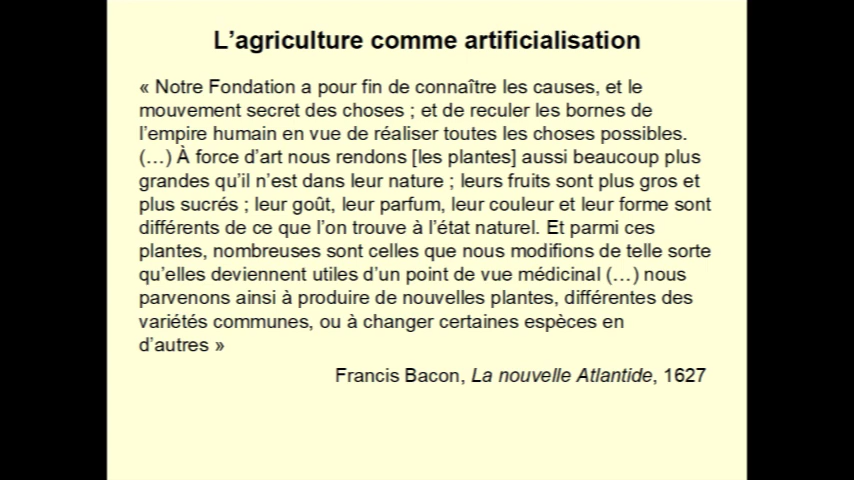 L’agriculture comme artificialisation
« Notre Fondation a pour fin de connaître les causes, et le
mouvement secret des choses ; et de reculer les bornes de
l’empire humain en vue de réaliser toutes les choses possibles.
(…) À force d’art nous rendons [les plantes] aussi beaucoup plus
grandes qu’il n’est dans leur nature ; leurs fruits sont plus gros et
plus sucrés ; leur goût, leur parfum, leur couleur et leur forme sont
différents de ce que l’on trouve à l’état naturel. Et parmi ces
plantes, nombreuses sont celles que nous modifions de telle sorte
qu’elles deviennent utiles d’un point de vue médicinal (…) nous
parvenons ainsi à produire de nouvelles plantes, différentes des
variétés communes, ou à changer certaines espèces en
d’autres »
Francis Bacon, La nouvelle Atlantide, 1627